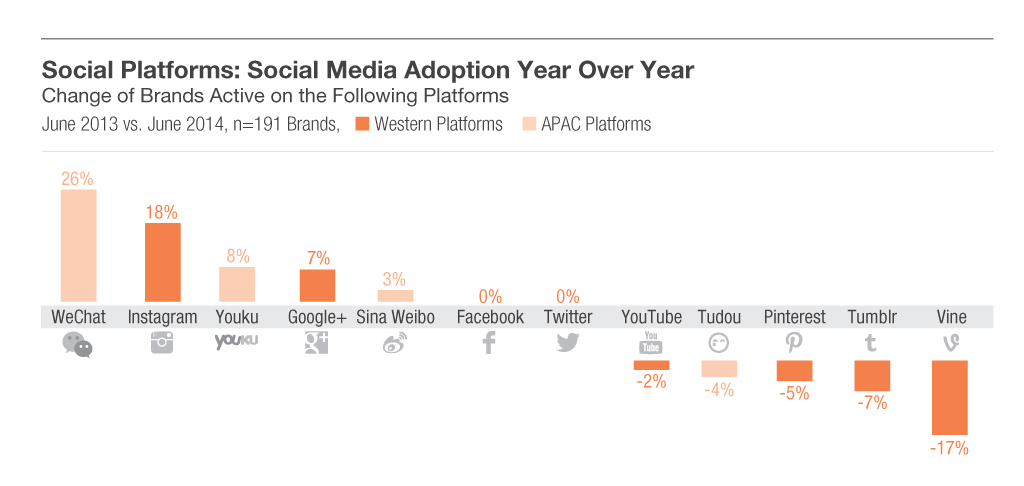 Social Platforms: Social Media Adoption Year Over Year
Change of Brands Active on the Following Platforms
June 2013 vs. June 2014, n=191 Brands, Western Platforms APAC Platforms
26%
18%
8%
7%
3%
0%
0%
WeChat Instagram Youku Google+ Sina Weibo Facebook Twitter YouTube Tudou Pinterest Tumblr Vine
YOUKU
You
Tube
-2%
-4%
-5%
-7%
-17%